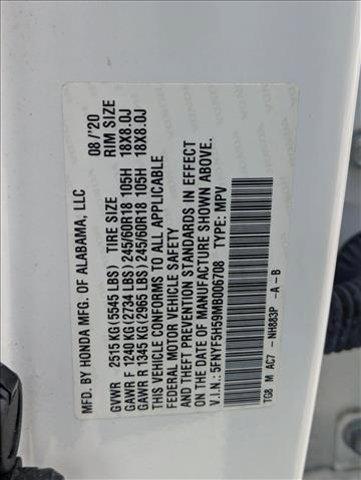 MFD. BY HONDA MFG. OF ALABAMA, LLC 08/'20
GVWR 2515 KG (5545 LBS) TIRE SIZE RIM SIZE
GAWR F 1240 KG (2734 LBS) 245/60R18 105H 18X8.0J
GAWR R 1345 KG (2965 LBS) 245/60R18 105H 18X8.0J
THIS VEHICLE CONFORMS TO ALL APPLICABLE
FEDERAL MOTOR VEHICLE SAFETY
AND THEFT PREVENTION STANDARDS IN EFFECT
ON THE DATE OF MANUFACTURE SHOWN ABOVE.
V.I.N.: 5FNYF5H59MB006708 TYPE: MPV
TG8 M AC7 - NH883P -A-B